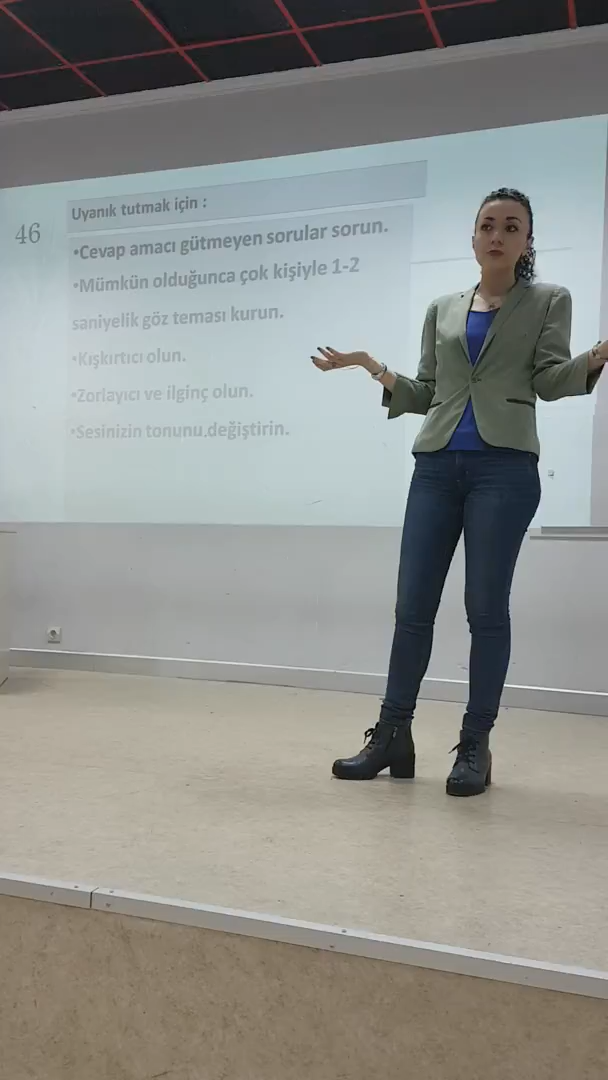 46
Uyanık tutmak için :
•Cevap amacı gütmeyen sorular sorun.
•Mümkün olduğunca çok kişiyle 1-2
saniyelik göz teması kurun.
•Kışkırtıcı olun.
•Zorlayıcı ve ilginç olun.
•Sesinizin tonunu,değiştirin.